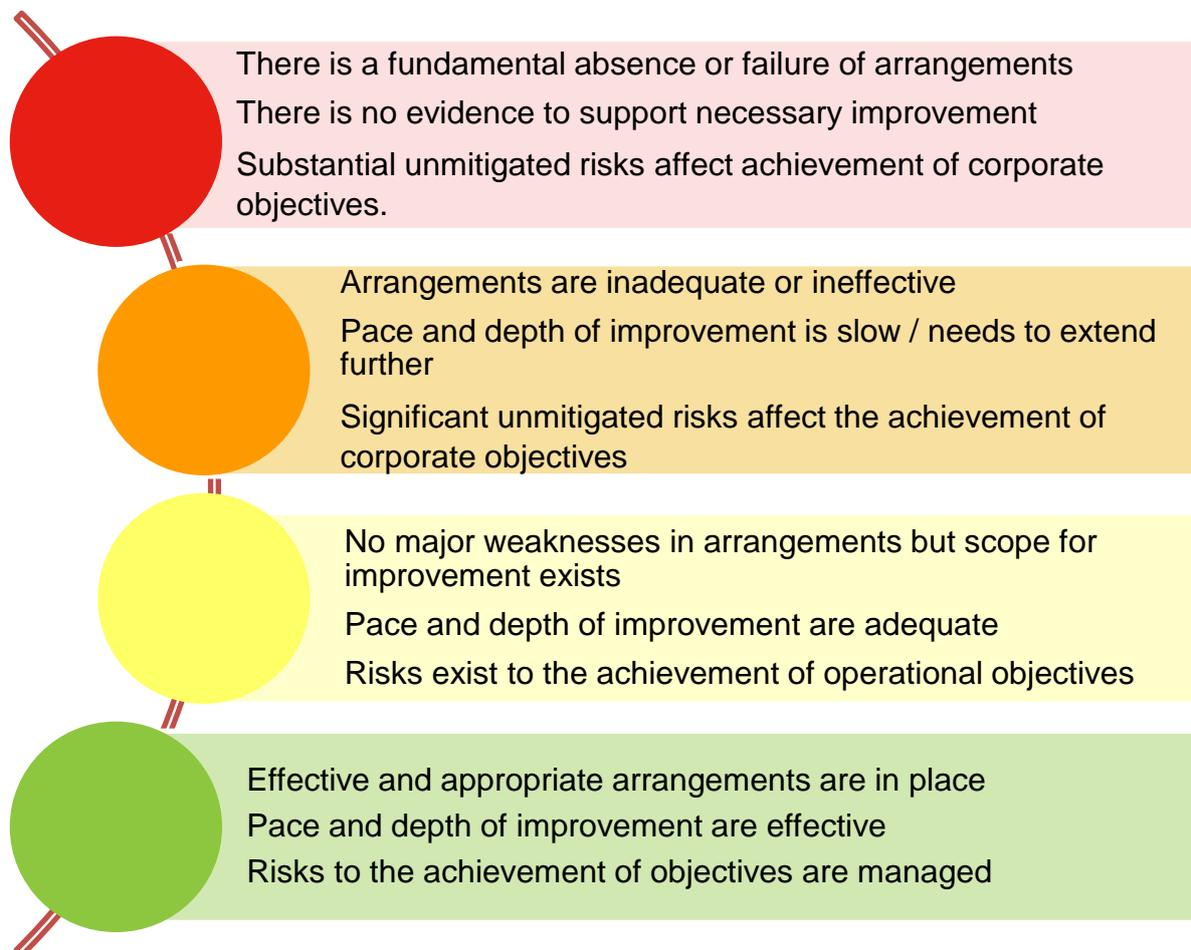 There is a fundamental absence or failure of arrangements
There is no evidence to support necessary improvement
Substantial unmitigated risks affect achievement of corporate
objectives.
Arrangements are inadequate or ineffective
Pace and depth of improvement is slow / needs to extend
further
Significant unmitigated risks affect the achievement of
corporate objectives
No major weaknesses in arrangements but scope for
improvement exists
Pace and depth of improvement are adequate
Risks exist to the achievement of operational objectives
Effective and appropriate arrangements are in place
Pace and depth of improvement are effective
Risks to the achievement of objectives are managed